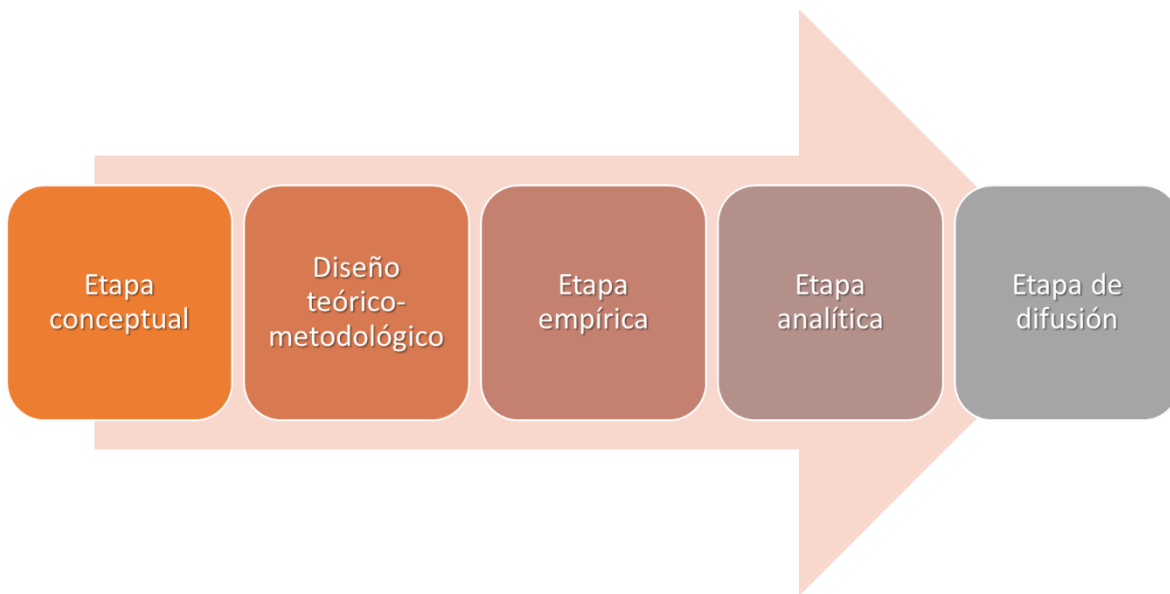 Etapa
conceptual
Diseño
teórico-
metodológico
Etapa
empírica
Etapa
analítica
Etapa de
difusión